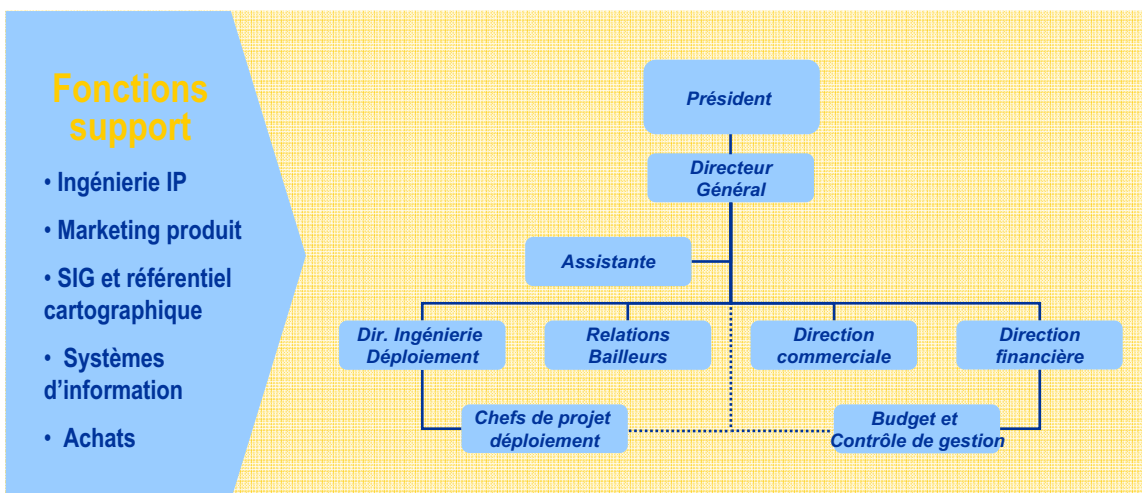 Fonctions
support
• Ingénierie IP
• Marketing produit
• SIG et référentiel
cartographique
• Systèmes
d’information
• Achats
Président
Directeur
Général
Assistante
Dir. Ingénierie
Déploiement
Relations
Bailleurs
Direction
commerciale
Direction
financière
Chefs de projet
déploiement
Budget et
Contrôle de gestion